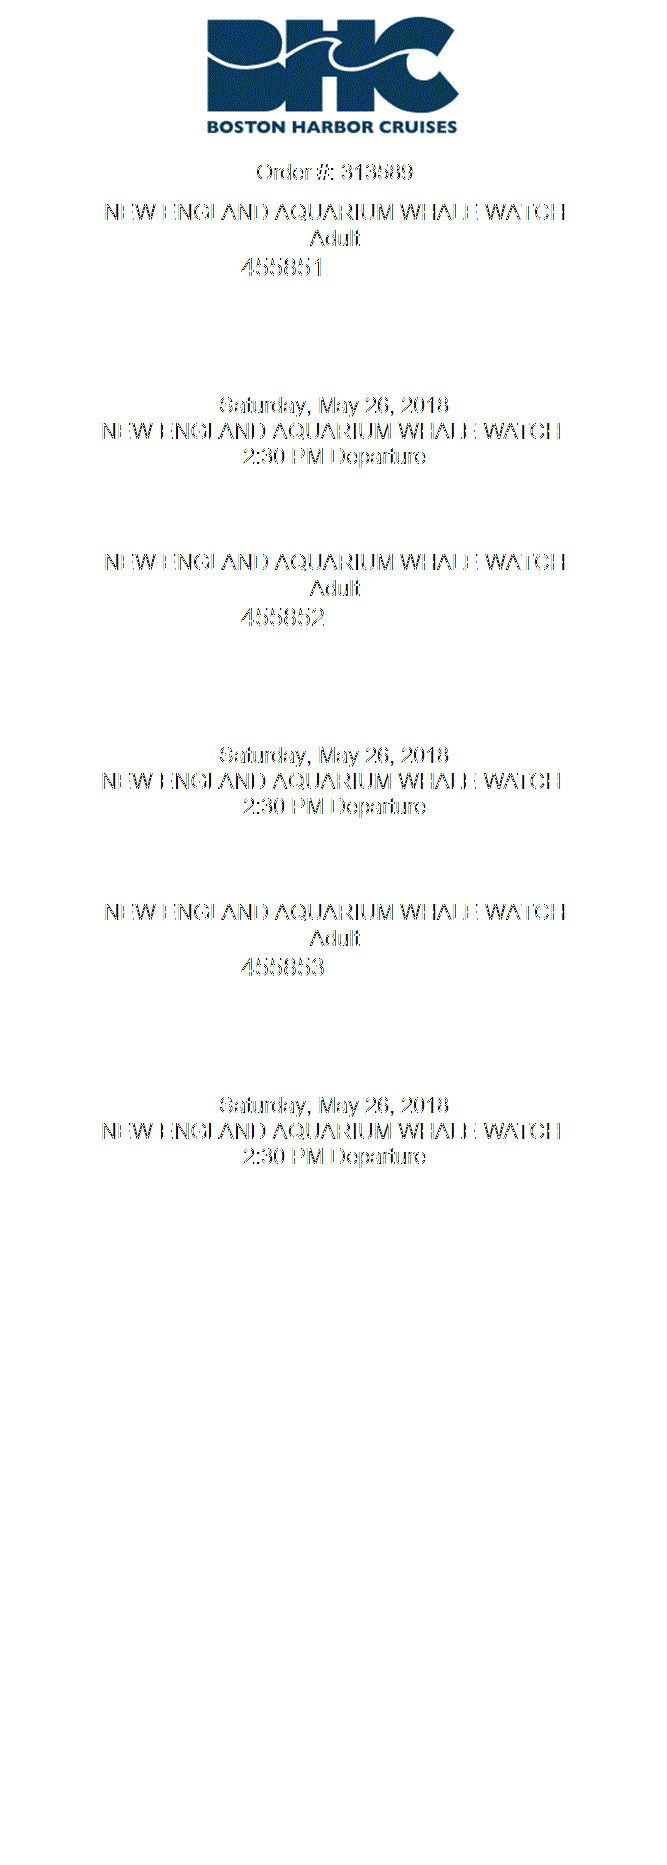 BHC
BOSTON HARBOR CRUISES
Order #: 313589
NEW ENGLAND AQUARIUM WHALE WATCH
Adult
455851
Saturday, May 26, 2018
NEW ENGLAND AQUARIUM WHALE WATCH
2:30 PM Departure
NEW ENGLAND AQUARIUM WHALE WATCH
Adult
455852
Saturday, May 26, 2018
NEW ENGLAND AQUARIUM WHALE WATCH
2:30 PM Departure
NEW ENGLAND AQUARIUM WHALE WATCH
Adult
455853
Saturday, May 26, 2018
NEW ENGLAND AQUARIUM WHALE WATCH
2:30 PM Departure